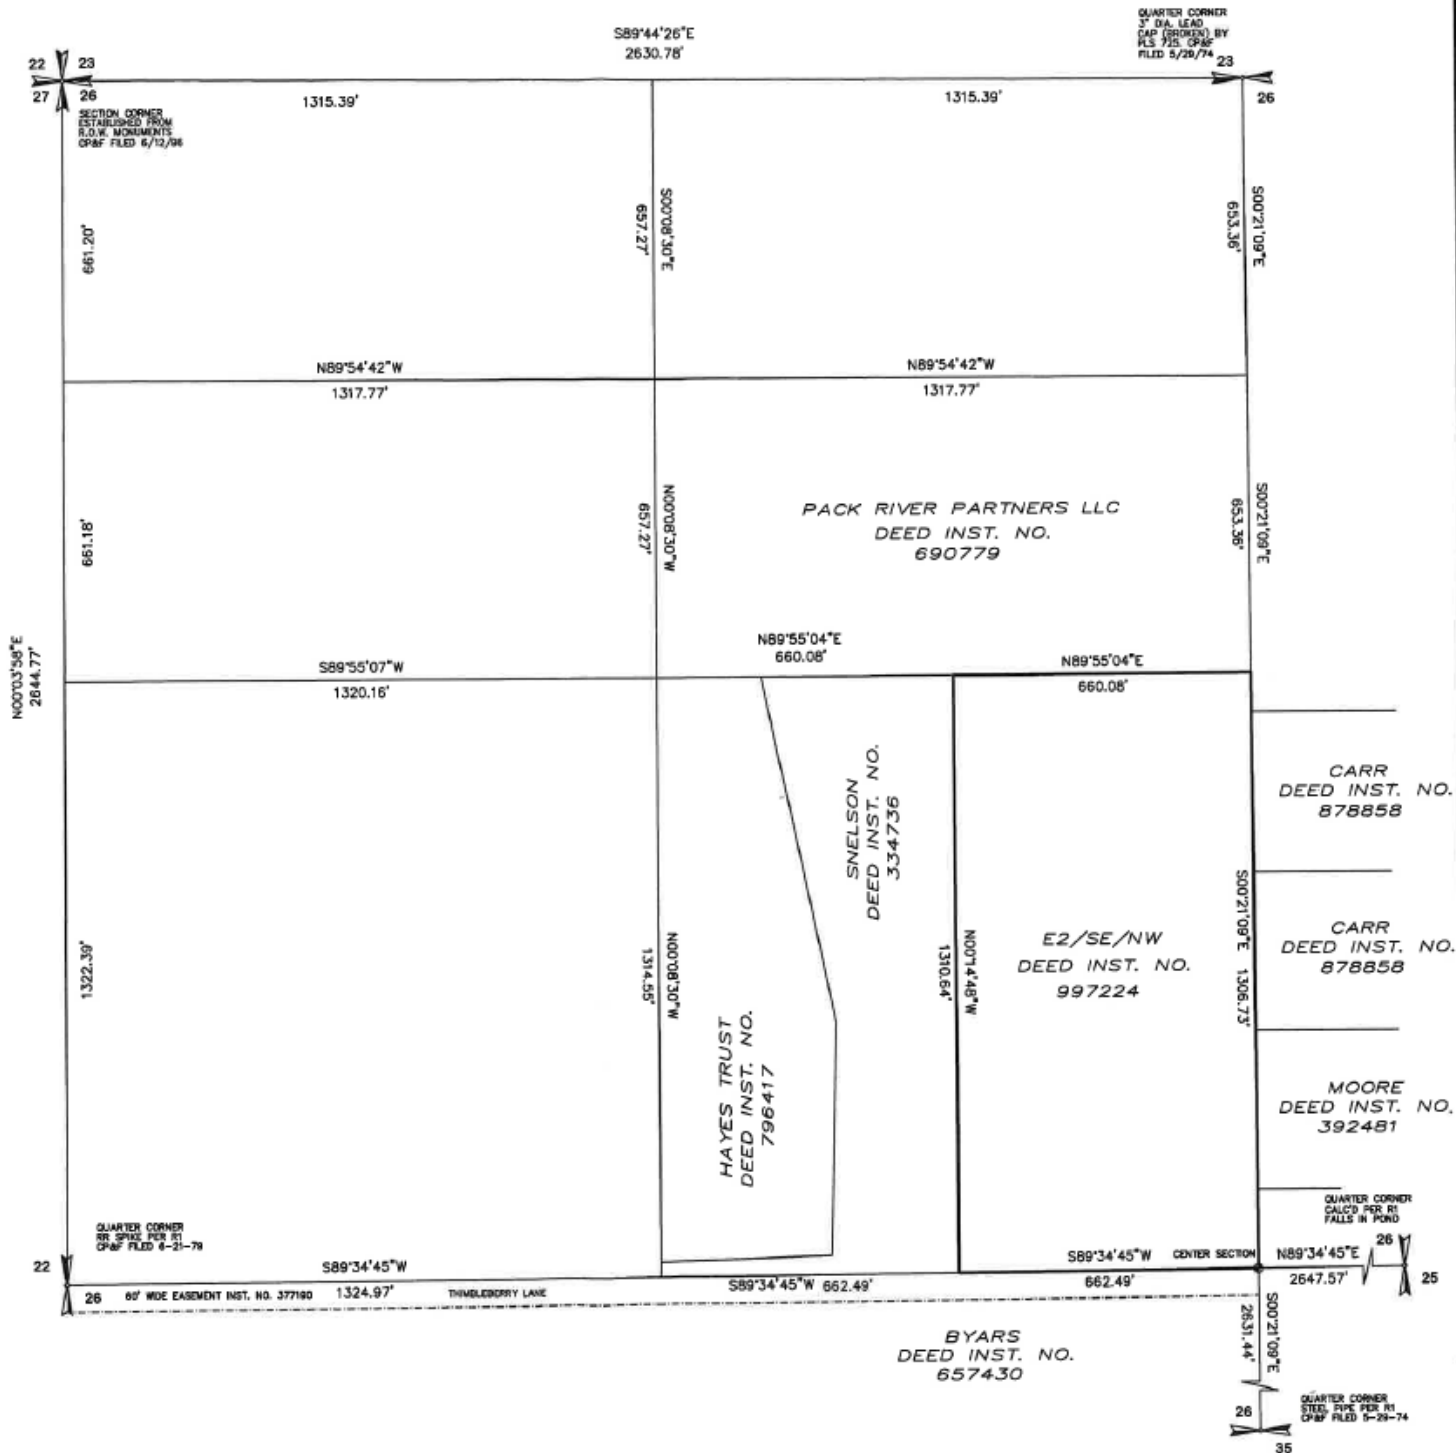 S89°44'26"E
2630.78'
QUARTER CORNER
3" DIA. LEAD
CAP (BROKEN) BY
PLS 725. CP&F
FILED 5/29/74
22 23
27 26
23
26
SECTION CORNER
ESTABLISHED FROM
R.O.W. MONUMENTS
CP&F FILED 6/12/96
1315.39'
1315.39'
661.20'
S00°08'30"E
657.27'
S00°21'09"E
653.36'
N89°54'42"W
1317.77'
N89°54'42"W
1317.77'
661.18'
N00°08'30"W
657.27'
PACK RIVER PARTNERS LLC
DEED INST. NO.
690779
S00°21'09"E
653.36'
N00°03'58"E
2644.77'
S89°55'07"W
1320.16'
N89°55'04"E
660.08'
N89°55'04"E
660.08'
1322.39'
N00°08'30"W
1314.55'
HAYES TRUST
DEED INST. NO.
796417
SNELSON
DEED INST. NO.
334736
N00°14'48"W
1310.64'
E2/SE/NW
DEED INST. NO.
997224
S00°21'09"E 1306.73'
CARR
DEED INST. NO.
878858
CARR
DEED INST. NO.
878858
MOORE
DEED INST. NO.
392481
QUARTER CORNER
RR SPIKE PER R1
CP&F FILED 6-21-79
QUARTER CORNER
CALC'D PER R1
FALLS IN POND
22
26
S89°34'45"W
1324.97'
60' WIDE EASEMENT INST. NO. 377190
THIMBLEBERRY LANE
S89°34'45"W 662.49'
S89°34'45"W
662.49'
CENTER SECTION
N89°34'45"E
2647.57'
26
25
BYARS
DEED INST. NO.
657430
S00°21'09"E
2631.44'
QUARTER CORNER
STEEL PIPE PER R1
CP&F FILED 5-29-74
26
35